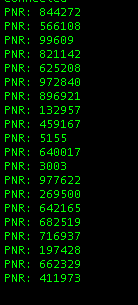 connected
PNR: 844272
PNR: 566108
PNR: 99609
PNR: 821142
PNR: 625208
PNR: 972840
PNR: 896921
PNR: 132957
PNR: 459167
PNR: 5155
PNR: 640017
PNR: 3003
PNR: 977622
PNR: 269500
PNR: 642165
PNR: 682519
PNR: 716937
PNR: 197428
PNR: 662329
PNR: 411973